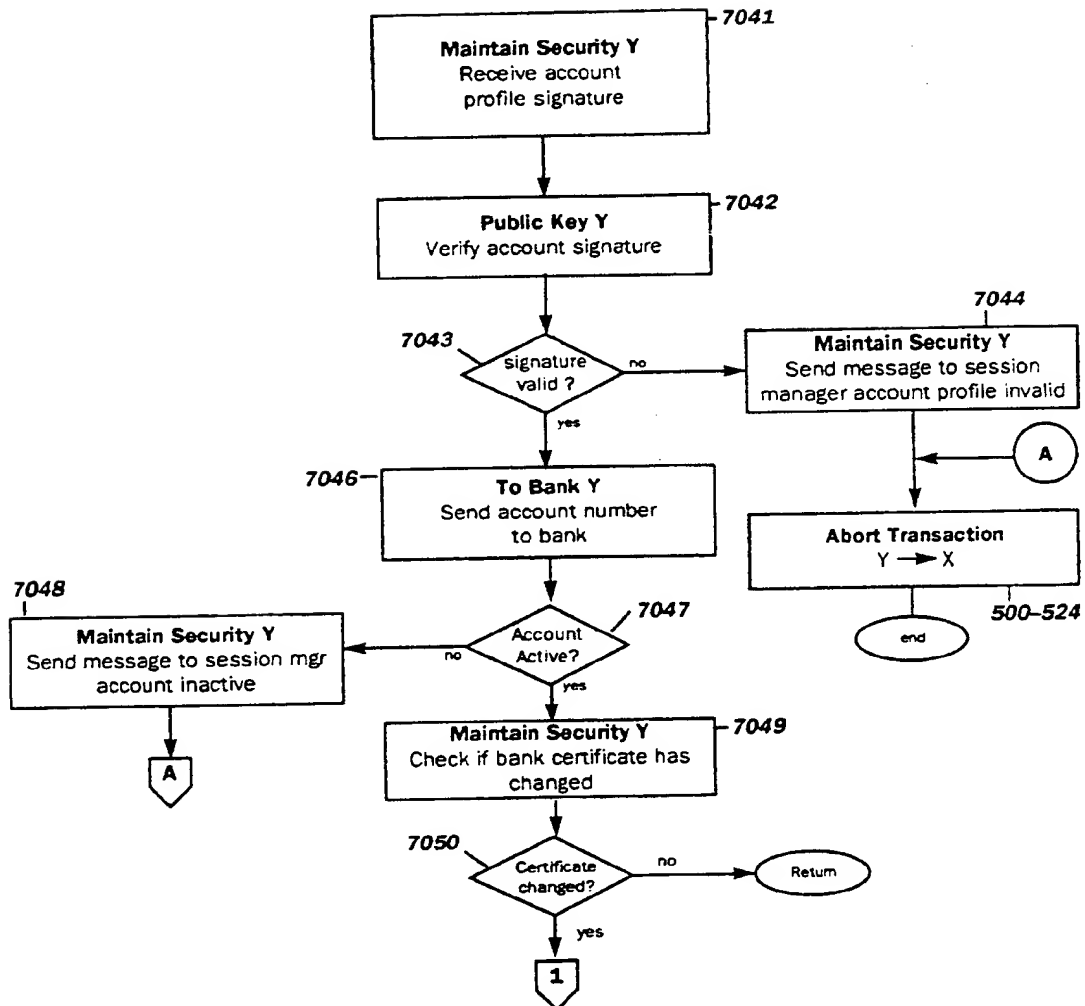 7041
Maintain Security Y
Receive account
profile signature
7042
Public Key Y
Verify account signature
7043
signature
valid ?
no
yes
7044
Maintain Security Y
Send message to session
manager account profile invalid
A
Abort Transaction
Y → X
500–524
end
7046
To Bank Y
Send account number
to bank
7047
Account
Active?
no
yes
7048
Maintain Security Y
Send message to session mgr
account inactive
A
7049
Maintain Security Y
Check if bank certificate has
changed
7050
Certificate
changed?
no
Return
yes
1